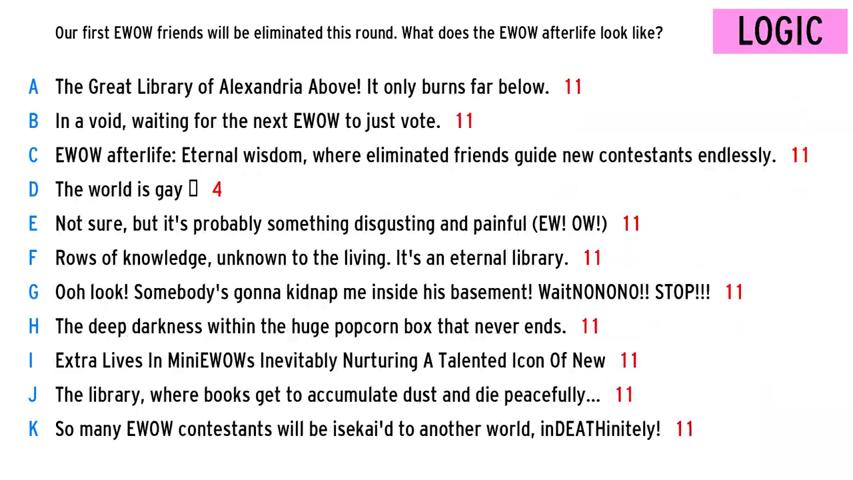 Our first EWOW friends will be eliminated this round. What does the EWOW afterlife look like?
LOGIC
A The Great Library of Alexandria Above! It only burns far below. 11
B In a void, waiting for the next EWOW to just vote. 11
C EWOW afterlife: Eternal wisdom, where eliminated friends guide new contestants endlessly. 11
D The world is gay ▯ 4
E Not sure, but it's probably something disgusting and painful (EW! OW!) 11
F Rows of knowledge, unknown to the living. It's an eternal library. 11
G Ooh look! Somebody's gonna kidnap me inside his basement! WaitNONONO!! STOP!!! 11
H The deep darkness within the huge popcorn box that never ends. 11
I Extra Lives In MiniEWOWs Inevitably Nurturing A Talented Icon Of New 11
J The library, where books get to accumulate dust and die peacefully... 11
K So many EWOW contestants will be isekai'd to another world, inDEATHinitely! 11